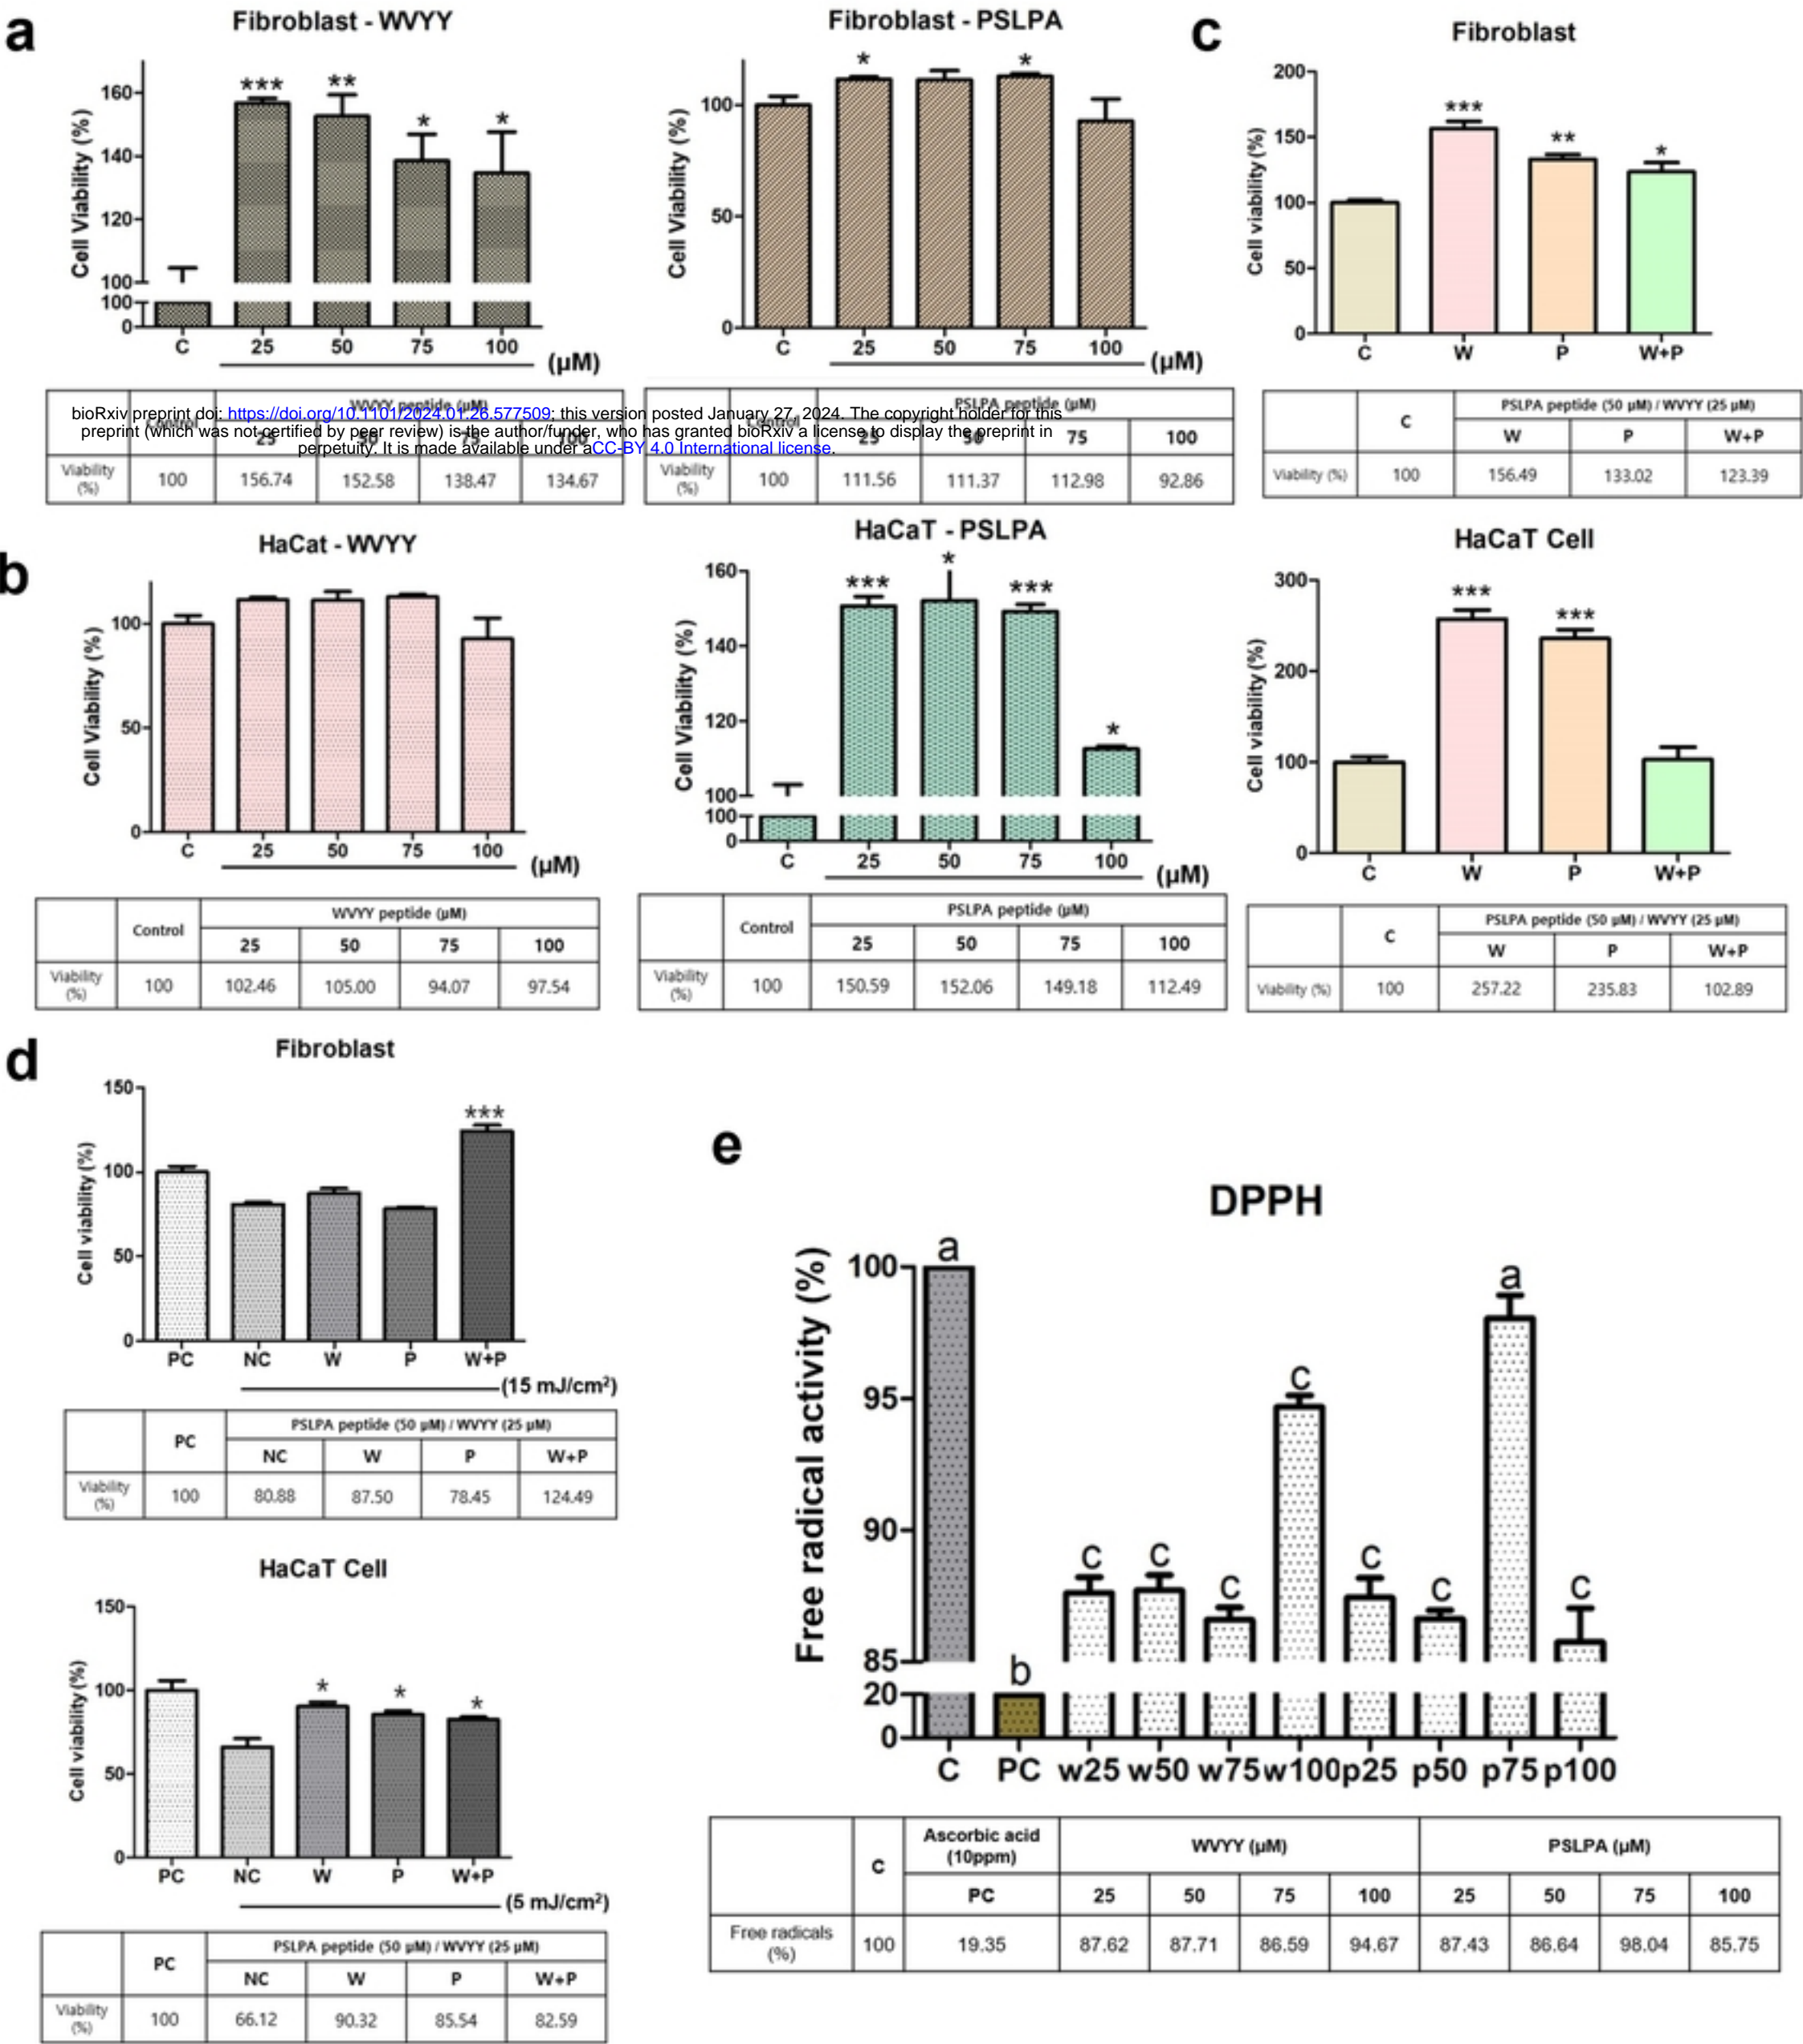 a
Fibroblast - WVYY
*** ** * *
Cell Viability (%)
160
140
120
100
100
0
C 25 50 75 100
(µM)
WVYY peptide (µM)
Control
25 50 75 100
Viability (%) 100 156.74 152.58 138.47 134.67
Fibroblast - PSLPA
* *
Cell Viability (%)
100
50
0
C 25 50 75 100
(µM)
PSLPA peptide (µM)
Control
25 50 75 100
Viability (%) 100 111.56 111.37 112.98 92.86
bioRxiv preprint doi: https://doi.org/10.1101/2024.01.26.577509; this version posted January 27, 2024. The copyright holder for this
preprint (which was not certified by peer review) is the author/funder, who has granted bioRxiv a license to display the preprint in
perpetuity. It is made available under aCC-BY 4.0 International license.
c
Fibroblast
*** ** *
Cell viability (%)
200
150
100
50
0
C W P W+P
C
PSLPA peptide (50 µM) / WVYY (25 µM)
W P W+P
Viability (%) 100 156.49 133.02 123.39
HaCaT Cell
*** ***
Cell viability (%)
300
200
100
0
C W P W+P
C
PSLPA peptide (50 µM) / WVYY (25 µM)
W P W+P
Viability (%) 100 257.22 235.83 102.89
b
HaCat - WVYY
Cell Viability (%)
100
50
0
C 25 50 75 100
(µM)
Control
WVYY peptide (µM)
25 50 75 100
Viability (%) 100 102.46 105.00 94.07 97.54
HaCaT - PSLPA
*** * *** *
Cell Viability (%)
160
140
120
100
100
0
C 25 50 75 100
(µM)
Control
PSLPA peptide (µM)
25 50 75 100
Viability (%) 100 150.59 152.06 149.18 112.49
d
Fibroblast
***
Cell viability (%)
150
100
50
0
PC NC W P W+P
(15 mJ/cm²)
PC
PSLPA peptide (50 µM) / WVYY (25 µM)
NC W P W+P
Viability (%) 100 80.88 87.50 78.45 124.49
HaCaT Cell
* * *
Cell viability (%)
150
100
50
0
PC NC W P W+P
(5 mJ/cm²)
PC
PSLPA peptide (50 µM) / WVYY (25 µM)
NC W P W+P
Viability (%) 100 66.12 90.32 85.54 82.59
e
DPPH
Free radical activity (%)
100
95
90
85
20
0
a b c c c c c c a c
C PC w25 w50 w75 w100 p25 p50 p75 p100
C
Ascorbic acid (10ppm)
WVYY (µM)
PSLPA (µM)
PC 25 50 75 100 25 50 75 100
Free radicals (%) 100 19.35 87.62 87.71 86.59 94.67 87.43 86.64 98.04 85.75